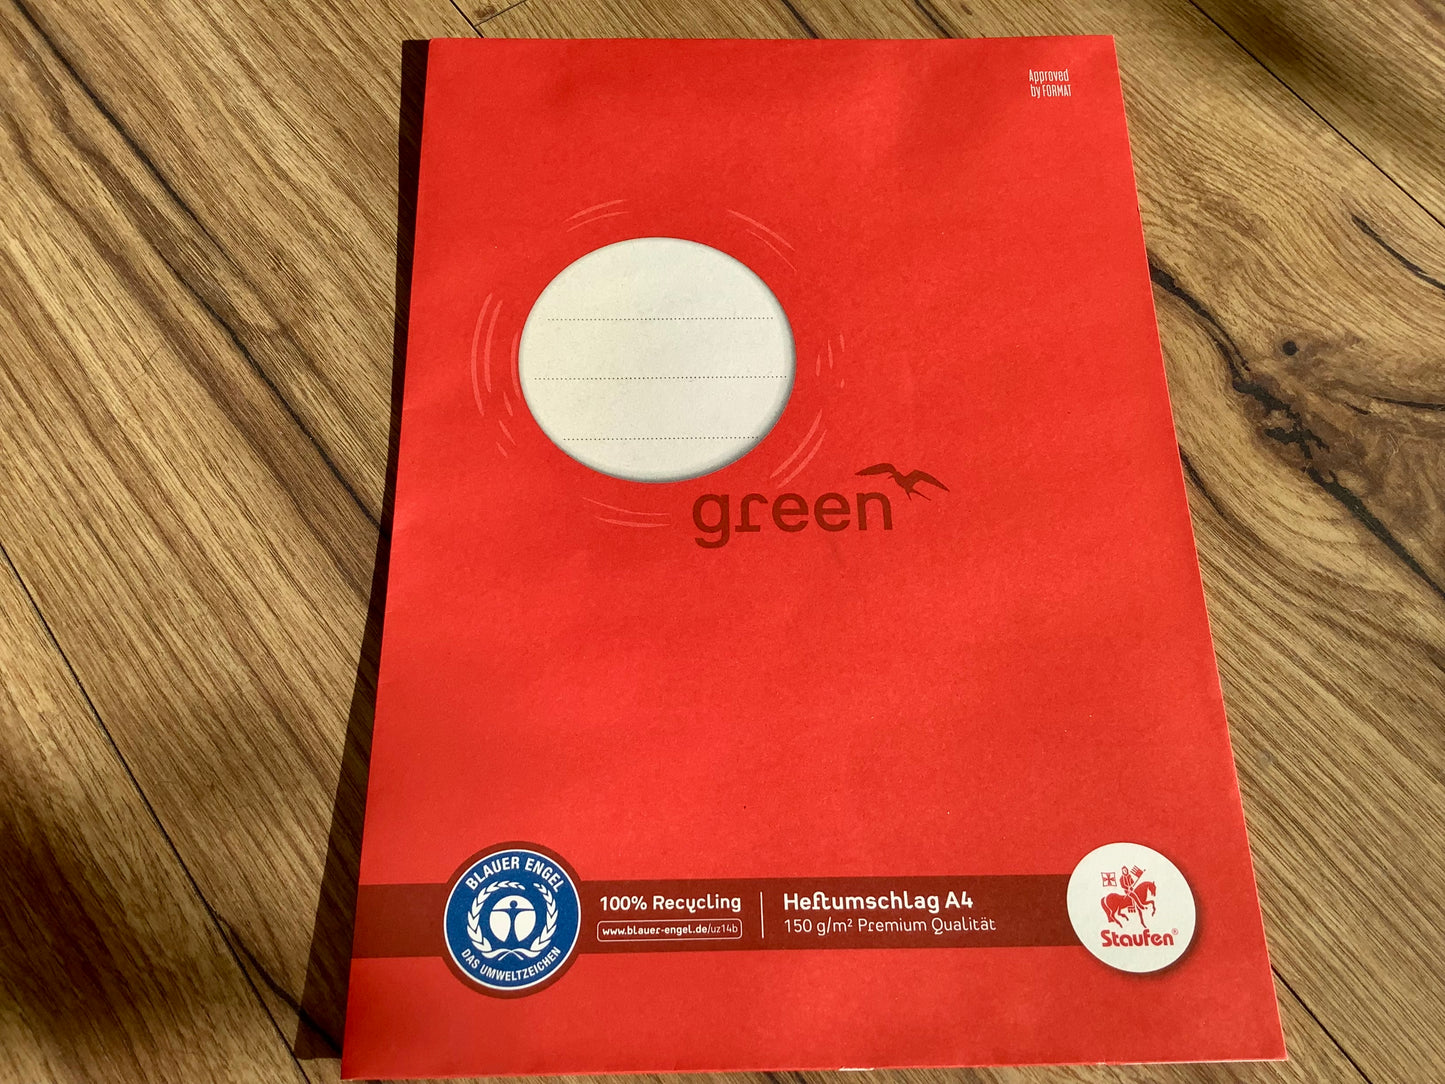 Approved
by FORMAT
green
BLAUER ENGEL
DAS UMWELTZEICHEN
100% Recycling
www.blauer-engel.de/uz14b
Heftumschlag A4
150 g/m² Premium Qualität
Staufen®